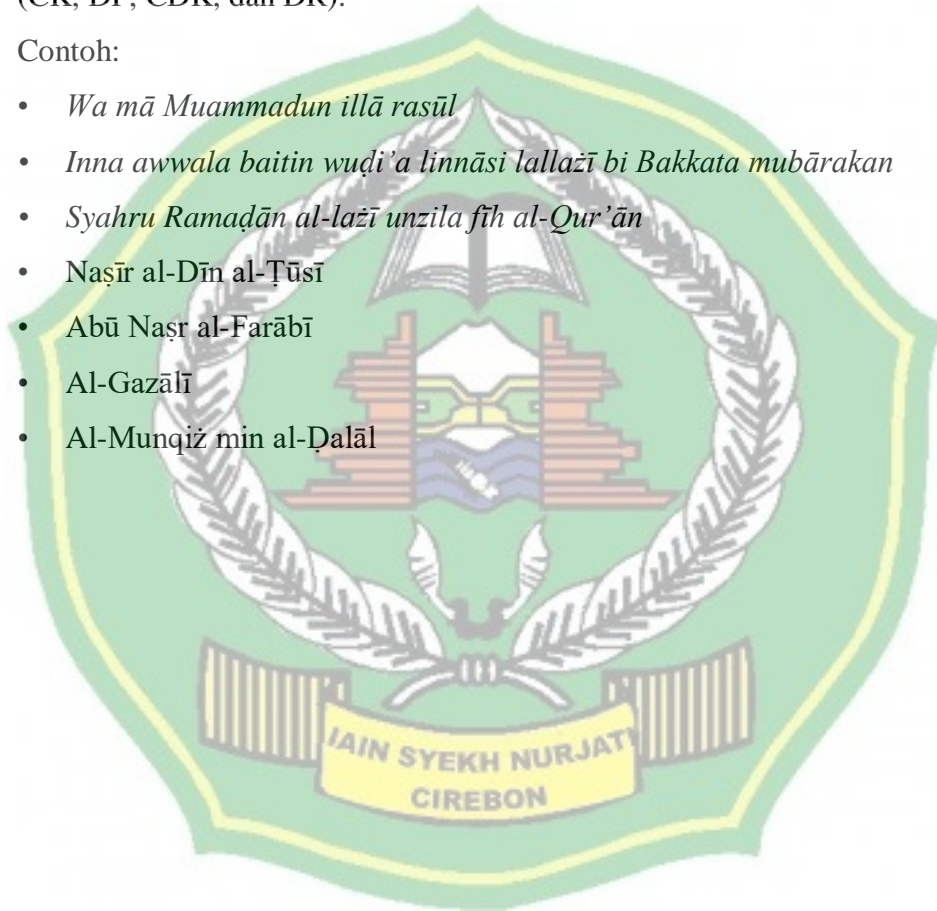 (CK, DP, CDK, dan DR).
Contoh:
• Wa mā Muammadun illā rasūl
• Inna awwala baitin wuḍi’a linnāsi lallażī bi Bakkata mubārakan
• Syahru Ramaḍān al-lażī unzila fīh al-Qur’ān
• Naṣīr al-Dīn al-Ṭūsī
• Abū Naṣr al-Farābī
• Al-Gazālī
• Al-Munqiż min al-Ḍalāl
IAIN SYEKH NURJATI
CIREBON